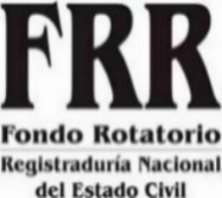 FRR
Fondo Rotatorio
Registraduría Nacional
del Estado Civil